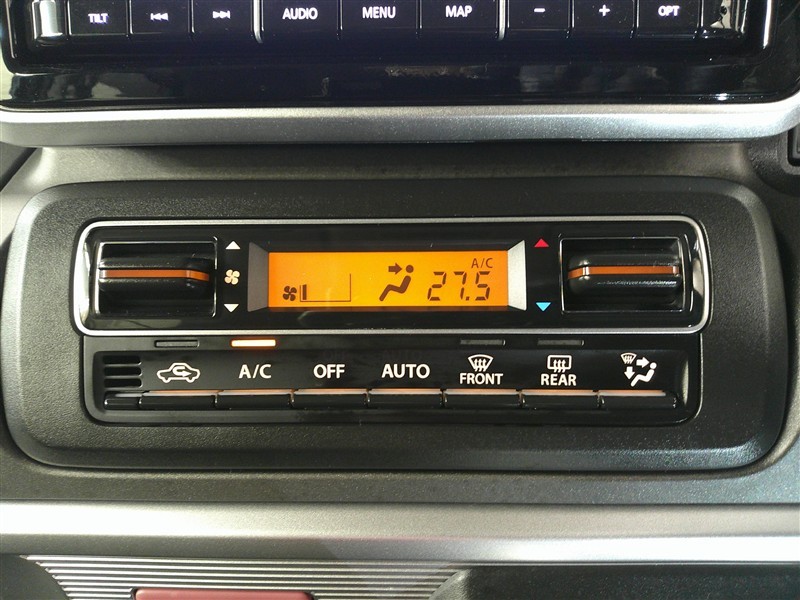 TILT AUDIO MENU MAP − + OPT
A/C
27.5
A/C OFF AUTO FRONT REAR